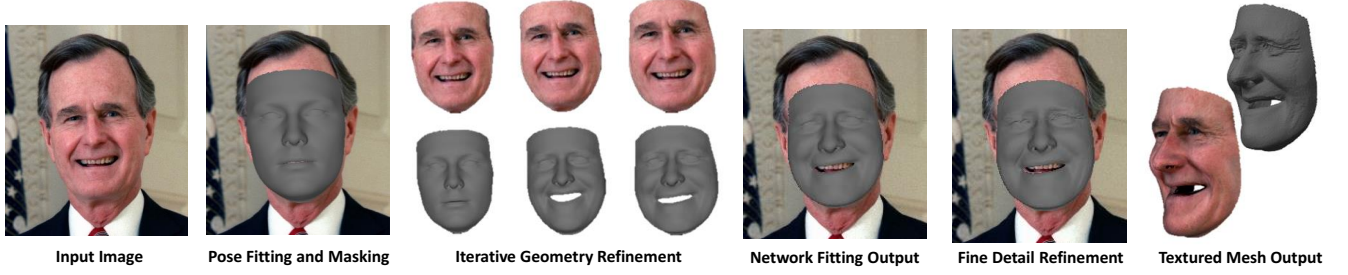 Input Image
Pose Fitting and Masking
Iterative Geometry Refinement
Network Fitting Output
Fine Detail Refinement
Textured Mesh Output